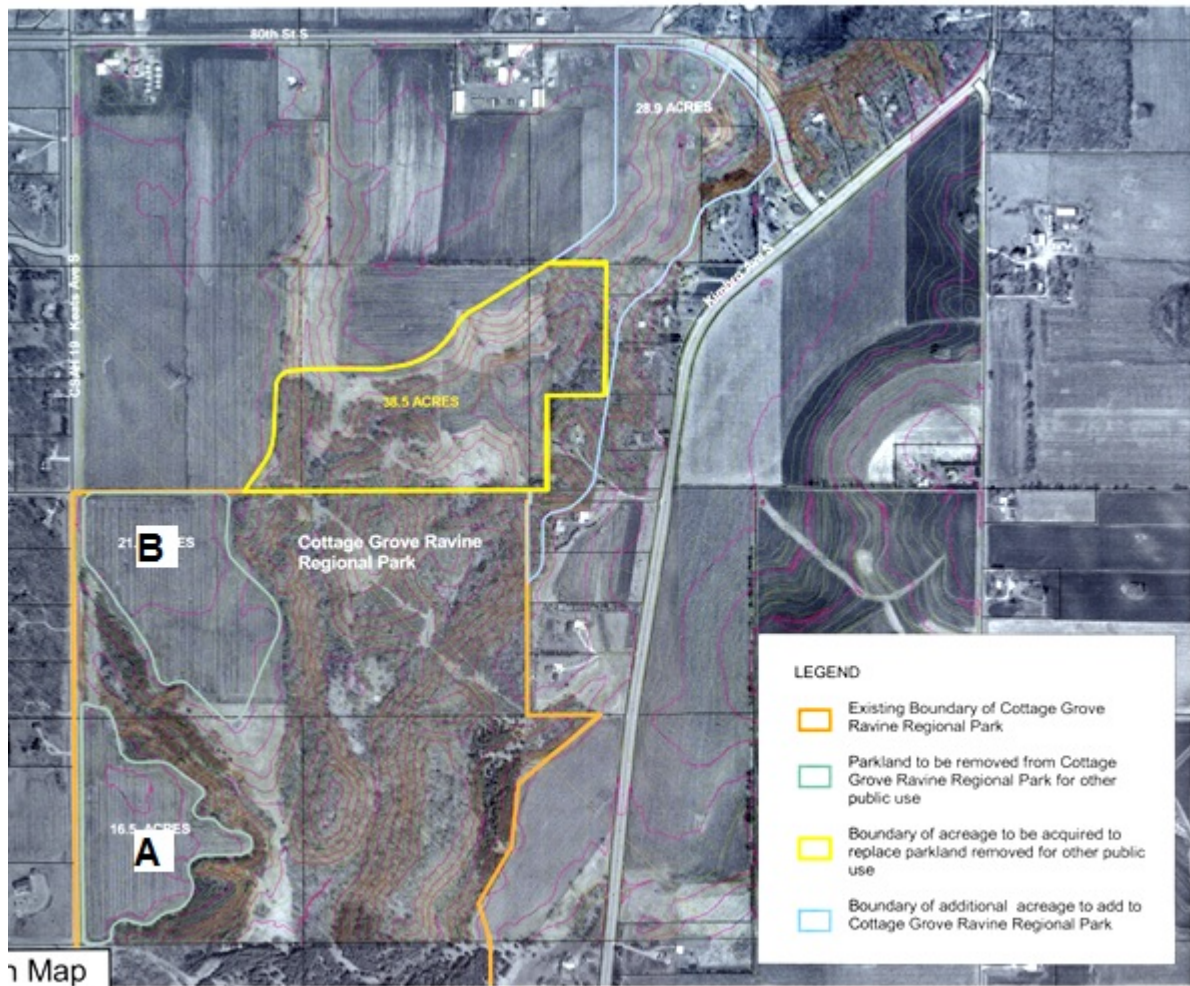 80th St S
28.9 ACRES
Kimbro Ave S
CSAH 19 Keats Ave S
38.5 ACRES
B
Cottage Grove Ravine
Regional Park
16.5 ACRES
A
LEGEND
Existing Boundary of Cottage Grove
Ravine Regional Park
Parkland to be removed from Cottage
Grove Ravine Regional Park for other
public use
Boundary of acreage to be acquired to
replace parkland removed for other public
use
Boundary of additional acreage to add to
Cottage Grove Ravine Regional Park
n Map